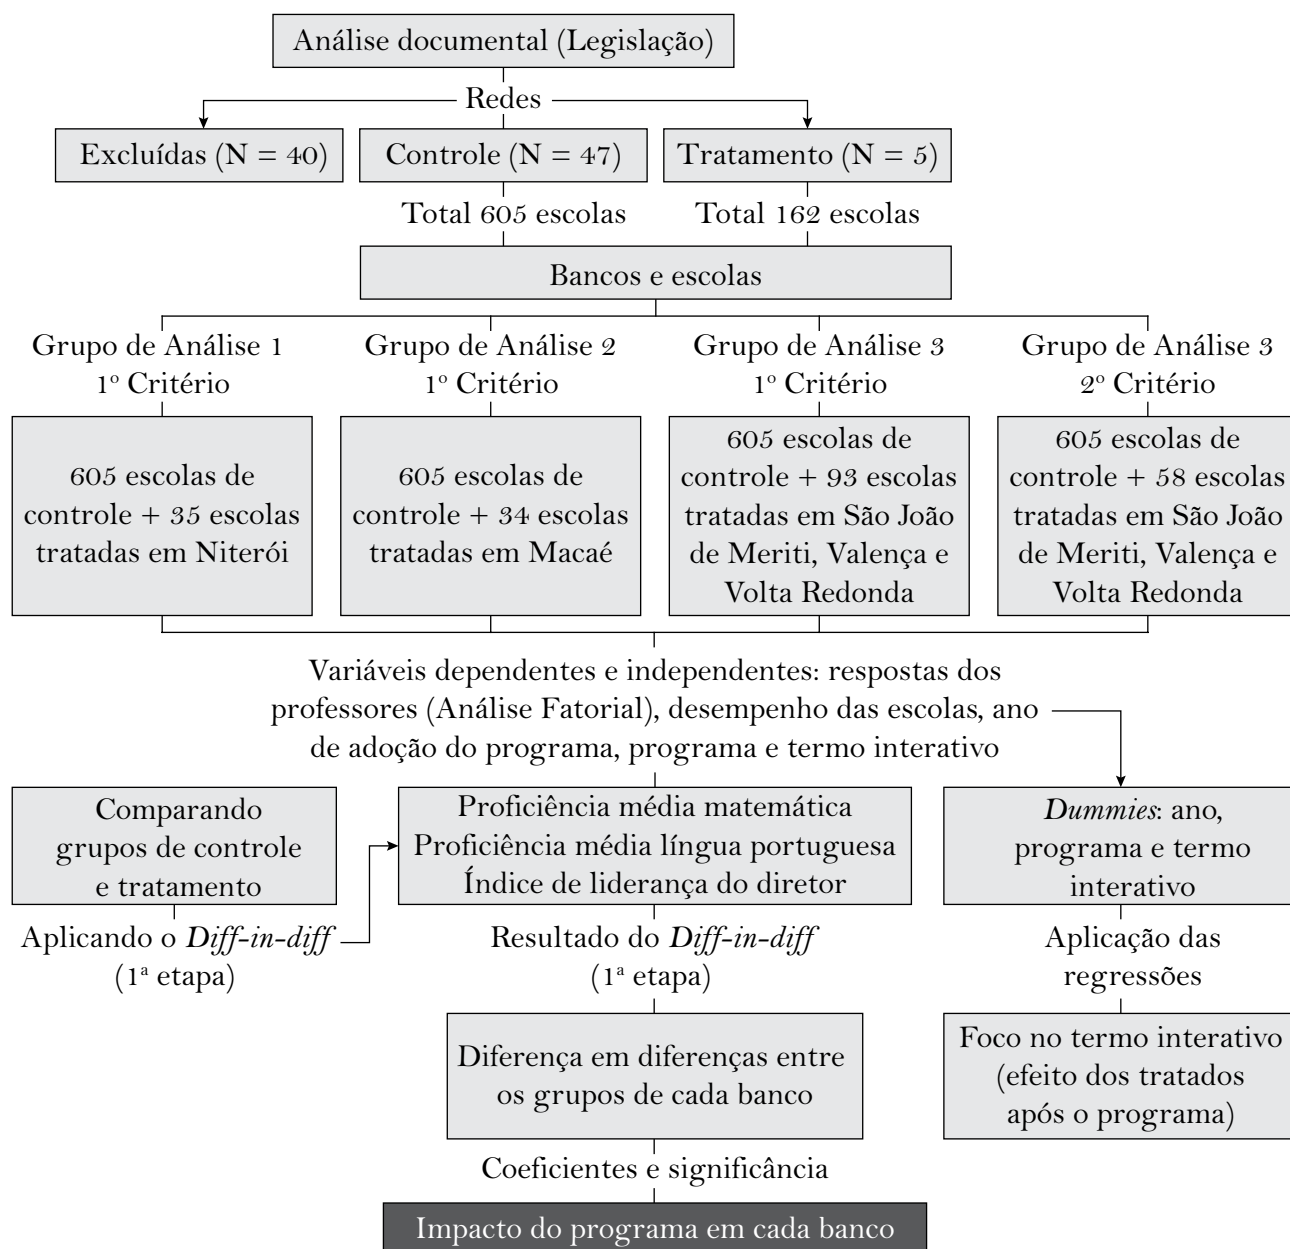 Análise documental (Legislação)
Redes
Excluídas (N = 40)
Controle (N = 47)
Tratamento (N = 5)
Total 605 escolas
Total 162 escolas
Bancos e escolas
Grupo de Análise 1
1º Critério
Grupo de Análise 2
1º Critério
Grupo de Análise 3
1º Critério
Grupo de Análise 3
2º Critério
605 escolas de
controle + 35 escolas
tratadas em Niterói
605 escolas de
controle + 34 escolas
tratadas em Macaé
605 escolas de
controle + 93 escolas
tratadas em São João
de Meriti, Valença e
Volta Redonda
605 escolas de
controle + 58 escolas
tratadas em São João
de Meriti, Valença e
Volta Redonda
Variáveis dependentes e independentes: respostas dos
professores (Análise Fatorial), desempenho das escolas, ano
de adoção do programa, programa e termo interativo
Comparando
grupos de controle
e tratamento
Aplicando o Diff-in-diff
(1ª etapa)
Proficiência média matemática
Proficiência média língua portuguesa
Índice de liderança do diretor
Resultado do Diff-in-diff
(1ª etapa)
Diferença em diferenças entre
os grupos de cada banco
Coeficientes e significância
Impacto do programa em cada banco
Dummies: ano,
programa e termo
interativo
Aplicação das
regressões
Foco no termo interativo
(efeito dos tratados
após o programa)